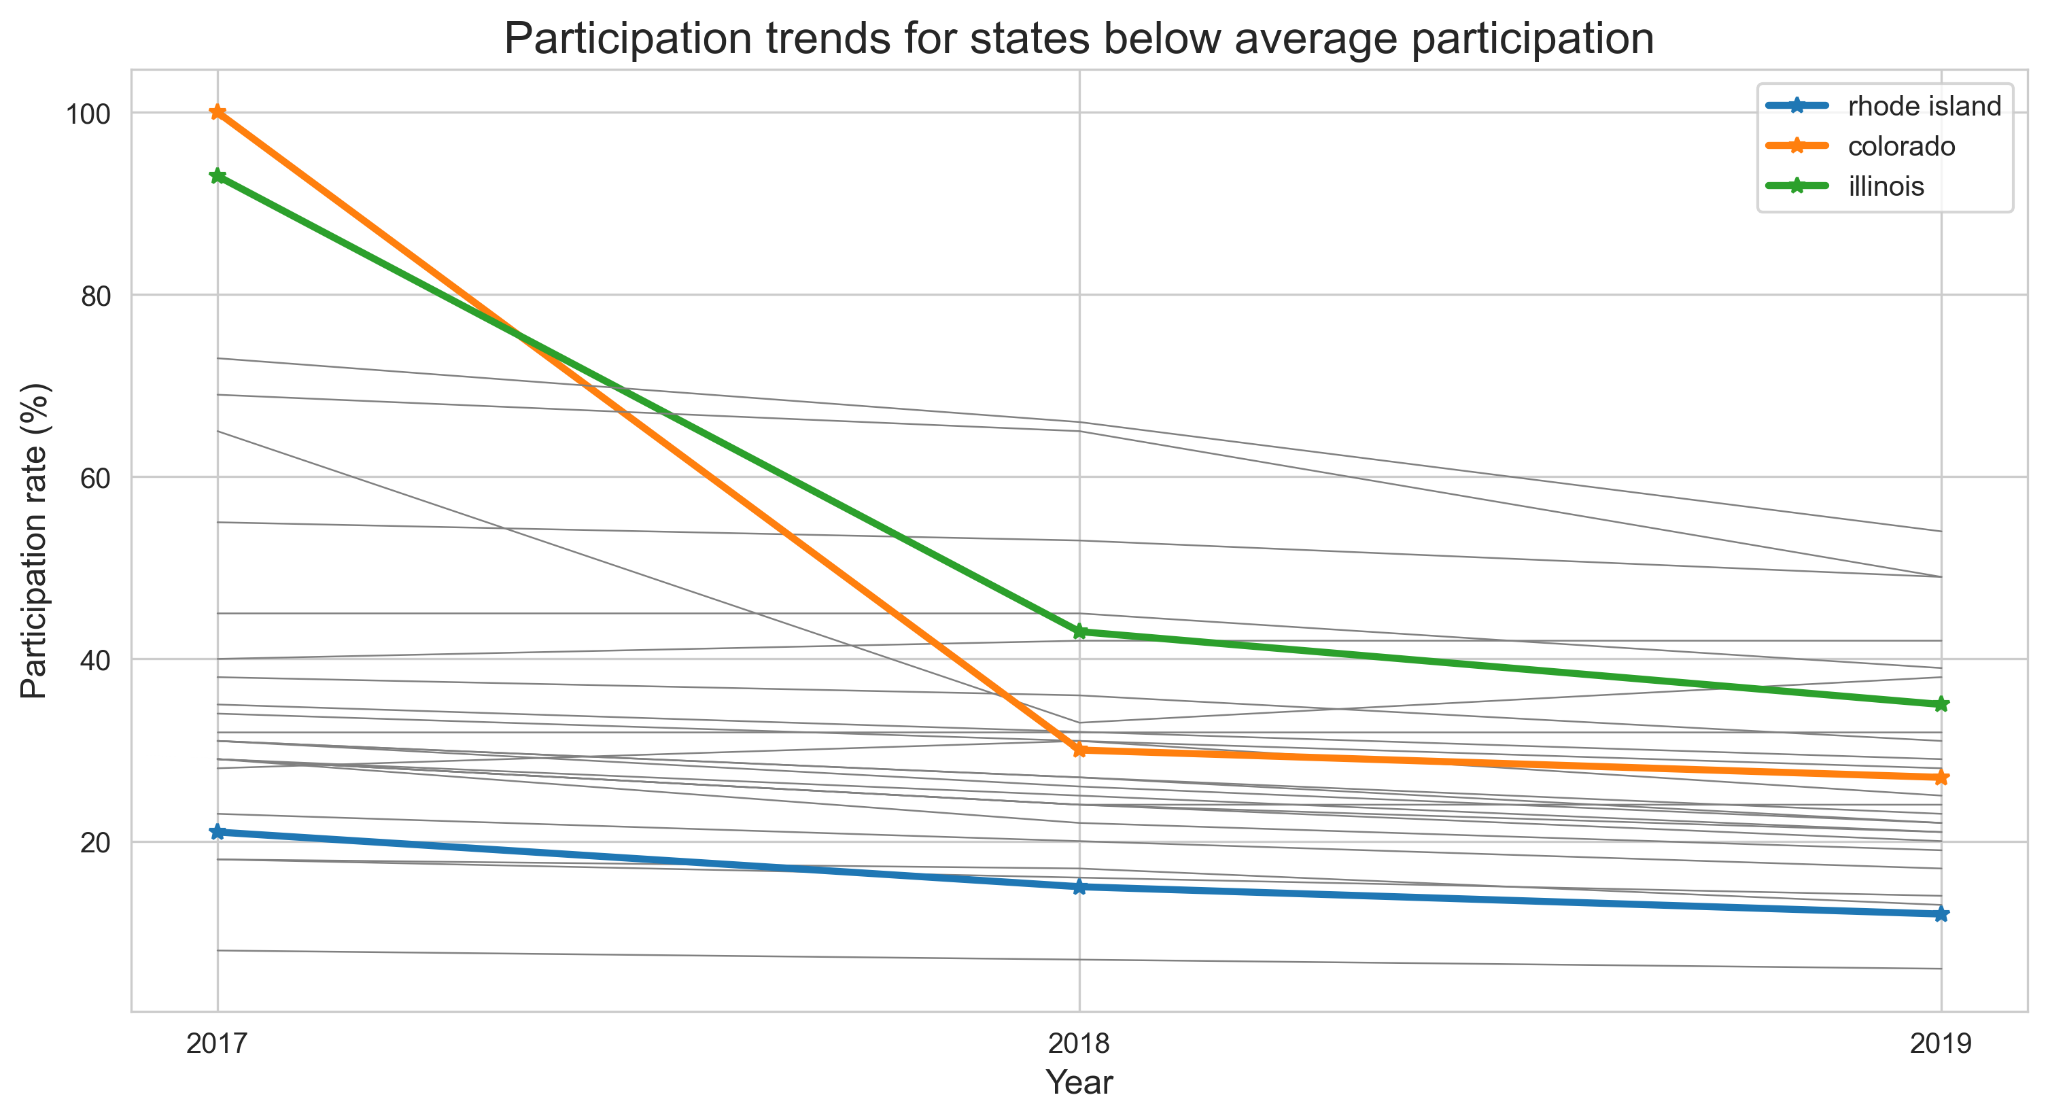 Participation trends for states below average participation
rhode island
colorado
illinois
100
80
60
40
20
Participation rate (%)
2017
2018
2019
Year